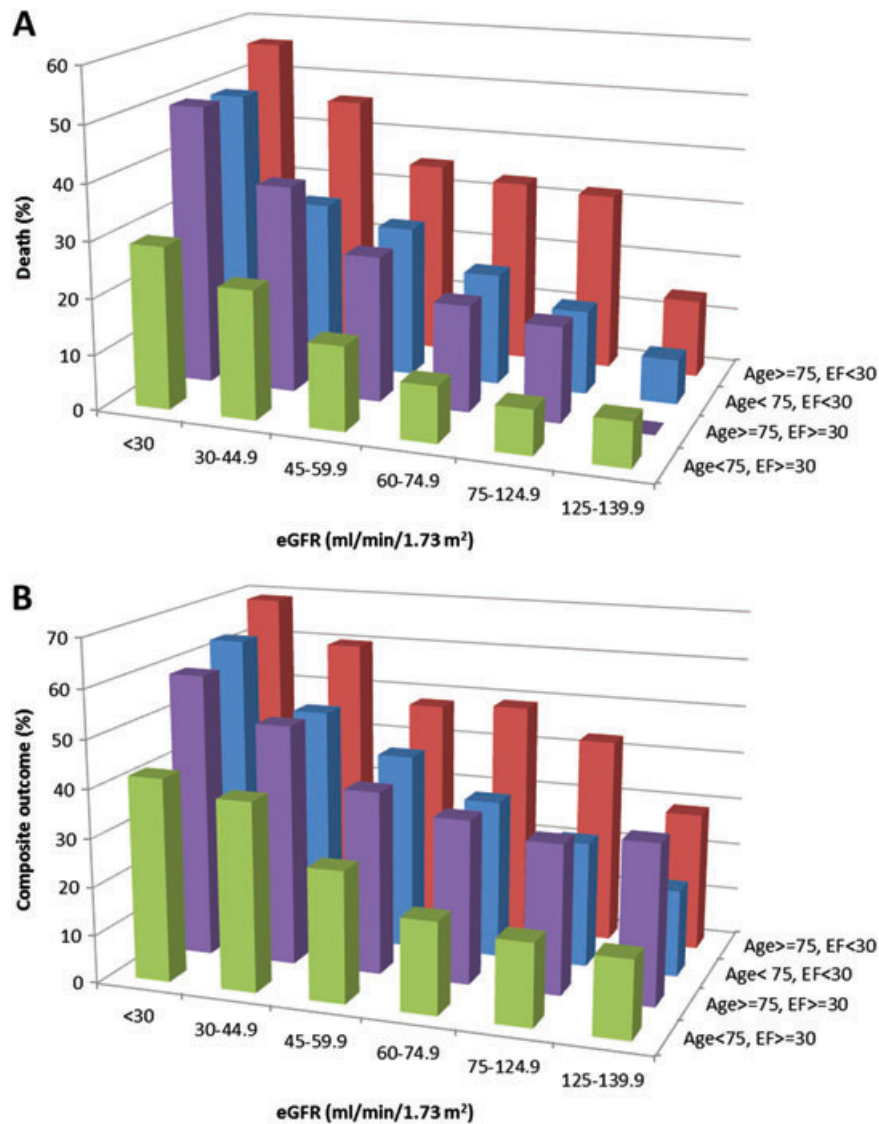 A
Death (%)
60
50
40
30
20
10
0
<30
30-44.9
45-59.9
60-74.9
75-124.9
125-139.9
Age>=75, EF<30
Age< 75, EF<30
Age>=75, EF>=30
Age<75, EF>=30
eGFR (ml/min/1.73 m²)
B
Composite outcome (%)
70
60
50
40
30
20
10
0
<30
30-44.9
45-59.9
60-74.9
75-124.9
125-139.9
Age>=75, EF<30
Age< 75, EF<30
Age>=75, EF>=30
Age<75, EF>=30
eGFR (ml/min/1.73 m²)